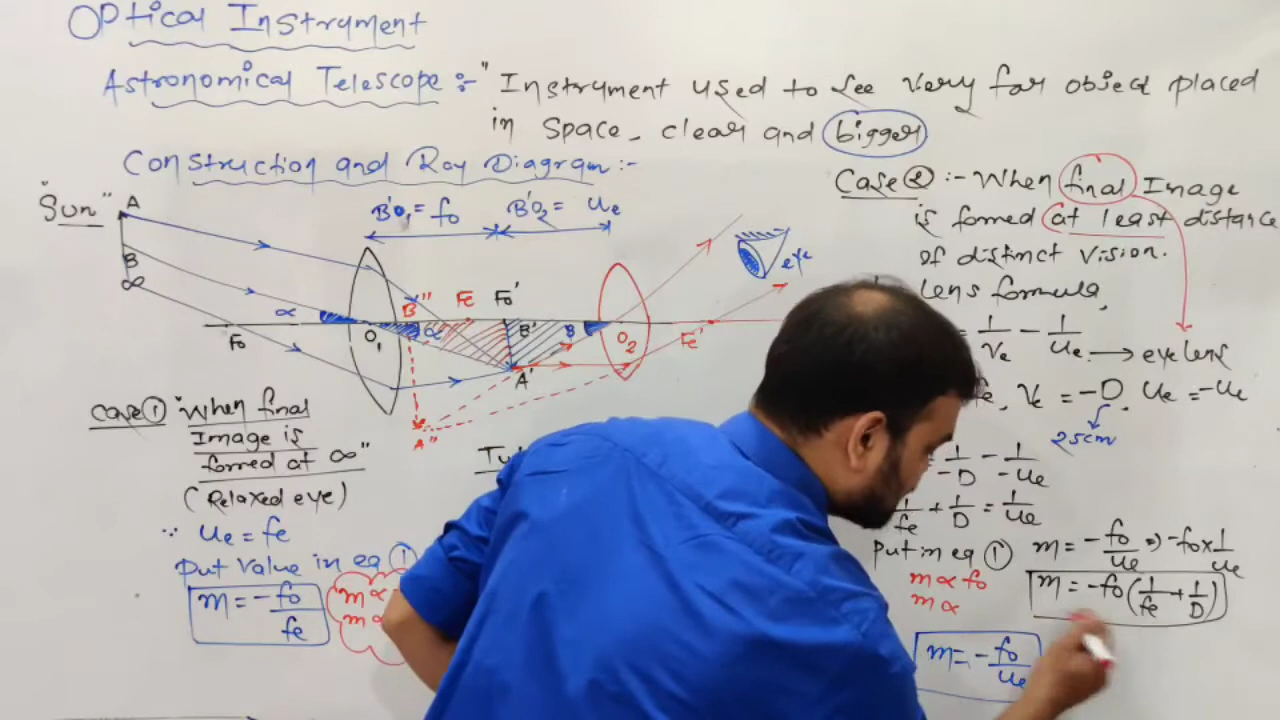 Optical Instrument
Astronomical Telescope :- "Instrument used to see very far object placed
in space, clear and bigger
Construction and Ray Diagram:-
"Sun" A
B
∞
B'O₁ = fo B'O₂ = ue
α B'' Fe Fo' eye
Fo O₁ α B' β O₂ Fe'
A'
A''
Case ① "When final
Image is
formed at ∞"
(Relaxed eye)
∵ ue = fe
Put value in eq ①
m = -fo/fe
m ∝
m ∝
Case ② :- When final Image
is formed at least distance
of distinct vision.
lens formula,
= 1/ve - 1/ue → eye lens
fe, ve = -D, ue = -ue
25cm
1/-D - 1/-ue
1/fe + 1/D = 1/ue
Put in eq ① m = -fo/ue ⇒ -fo × 1/ue
m ∝ fo
m ∝
m = -fo(1/fe + 1/D)
m = -fo/ue